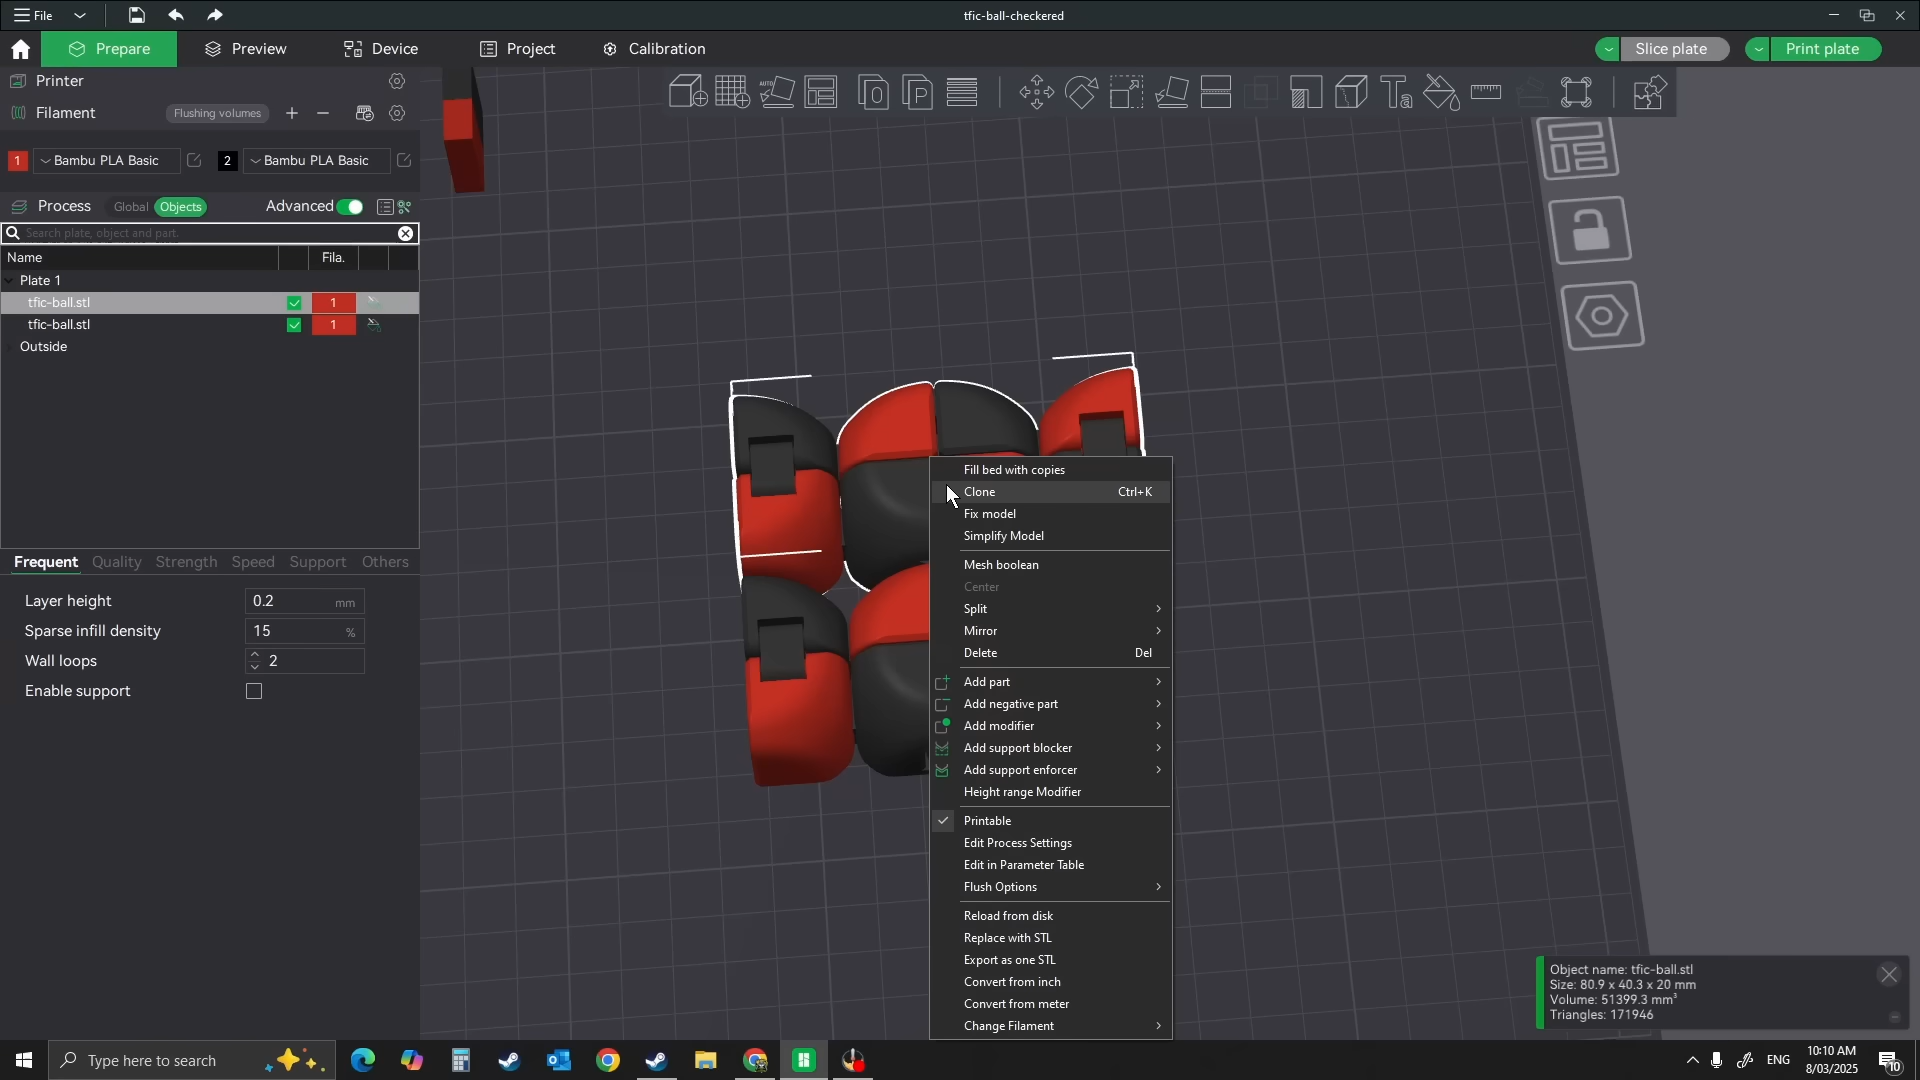 File
tfic-ball-checkered
Prepare
Preview
Device
Project
Calibration
Slice plate
Print plate
Printer
Filament
Flushing volumes
1
Bambu PLA Basic
2
Bambu PLA Basic
Process
Global
Objects
Advanced
Search plate, object and part.
Name
Fila.
Plate 1
tfic-ball.stl
1
tfic-ball.stl
1
Outside
Frequent
Quality
Strength
Speed
Support
Others
Layer height
0.2
mm
Sparse infill density
15
%
Wall loops
2
Enable support
Fill bed with copies
Clone
Ctrl+K
Fix model
Simplify Model
Mesh boolean
Center
Split
Mirror
Delete
Del
Add part
Add negative part
Add modifier
Add support blocker
Add support enforcer
Height range Modifier
Printable
Edit Process Settings
Edit in Parameter Table
Flush Options
Reload from disk
Replace with STL
Export as one STL
Convert from inch
Convert from meter
Change Filament
Object name: tfic-ball.stl
Size: 80.9 x 40.3 x 20 mm
Volume: 51399.3 mm³
Triangles: 171946
Type here to search
ENG
10:10 AM
8/03/2025
10